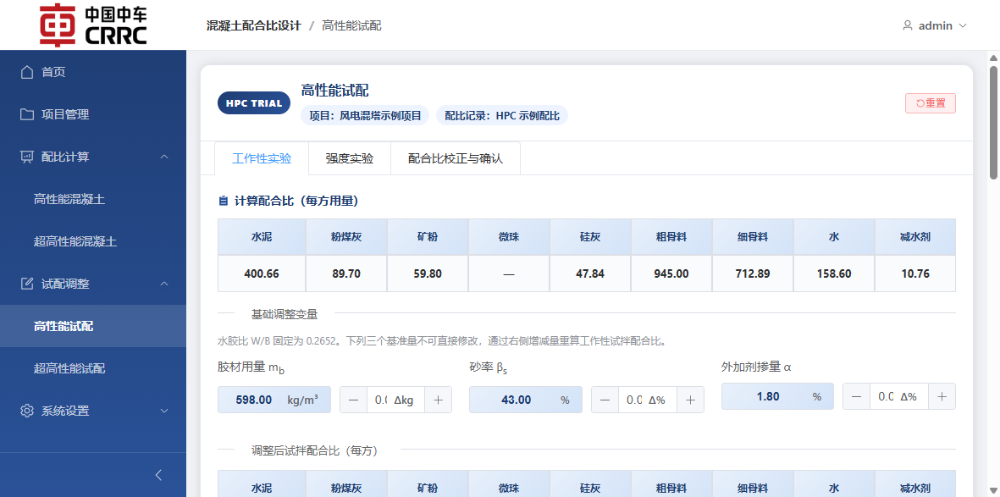 中国中车
CRRC
混凝土配合比设计 / 高性能试配
admin
首页
项目管理
配比计算
高性能混凝土
超高性能混凝土
试配调整
高性能试配
超高性能试配
系统设置
HPC TRIAL
高性能试配
项目：风电混塔示例项目 配比记录：HPC 示例配比
重置
工作性实验 强度实验 配合比校正与确认
计算配合比（每方用量）
水泥 粉煤灰 矿粉 微珠 硅灰 粗骨料 细骨料 水 减水剂
400.66 89.70 59.80 — 47.84 945.00 712.89 158.60 10.76
基础调整变量
水胶比 W/B 固定为 0.2652。下列三个基准量不可直接修改，通过右侧增减量重算工作性试拌配合比。
胶材用量 mb 砂率 βs 外加剂掺量 α
598.00 kg/m³ — 0.0 Δkg + 43.00 % — 0.0 Δ% + 1.80 % — 0.0 Δ% +
调整后试拌配合比（每方）
水泥 粉煤灰 矿粉 微珠 硅灰 粗骨料 细骨料 水 减水剂